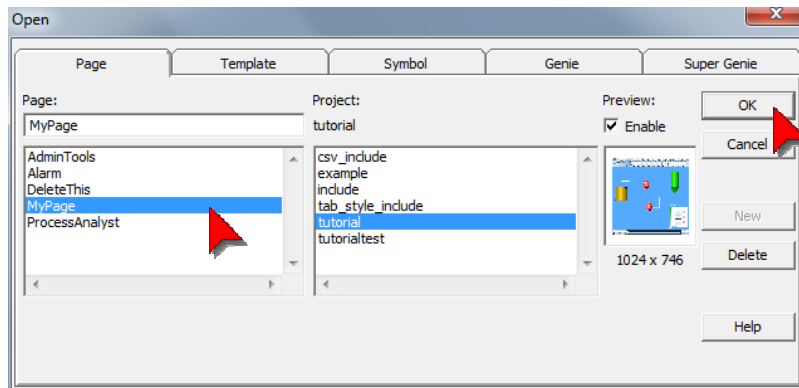 Open
Page
Template
Symbol
Genie
Super Genie
Page:
MyPage
AdminTools
Alarm
DeleteThis
MyPage
ProcessAnalyst
Project:
tutorial
csv_include
example
include
tab_style_include
tutorial
tutorialtest
Preview:
Enable
1024 x 746
OK
Cancel
New
Delete
Help